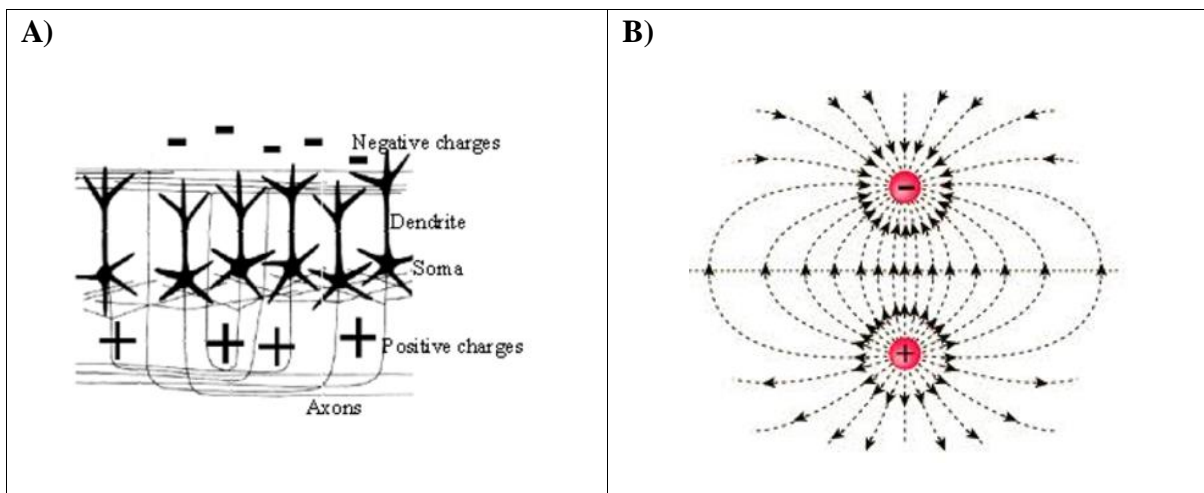 A)
B)
Negative charges
Dendrite
Soma
Positive charges
Axons